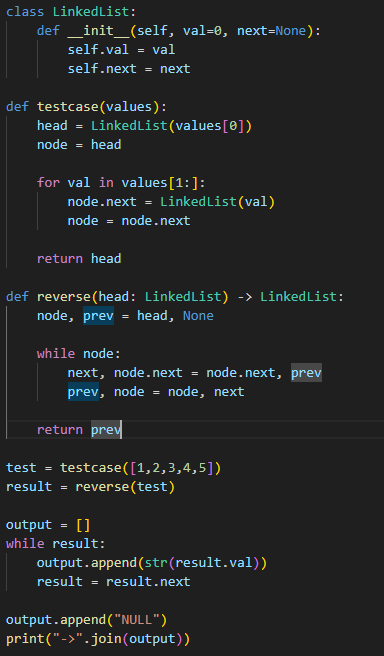 class LinkedList:
    def __init__(self, val=0, next=None):
        self.val = val
        self.next = next
def testcase(values):
    head = LinkedList(values[0])
    node = head
    for val in values[1:]:
        node.next = LinkedList(val)
        node = node.next
    return head
def reverse(head: LinkedList) -> LinkedList:
    node, prev = head, None
    while node:
        next, node.next = node.next, prev
        prev, node = node, next
    return prev
test = testcase([1,2,3,4,5])
result = reverse(test)
output = []
while result:
    output.append(str(result.val))
    result = result.next
output.append("NULL")
print("->".join(output))